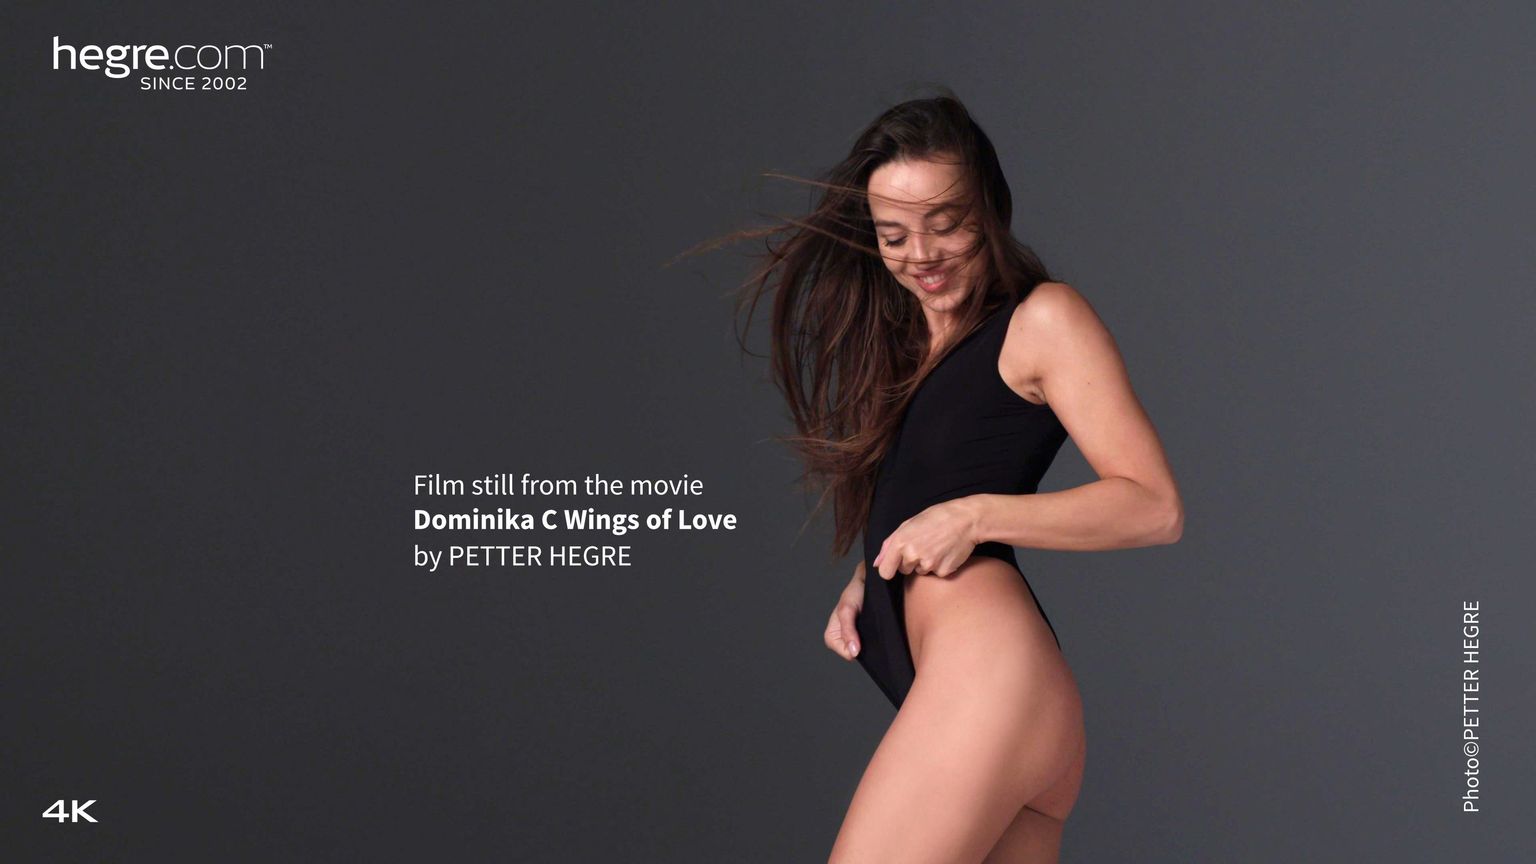 hegre.com™
SINCE 2002
Film still from the movie
Dominika C Wings of Love
by PETTER HEGRE
Photo©PETTER HEGRE
4K